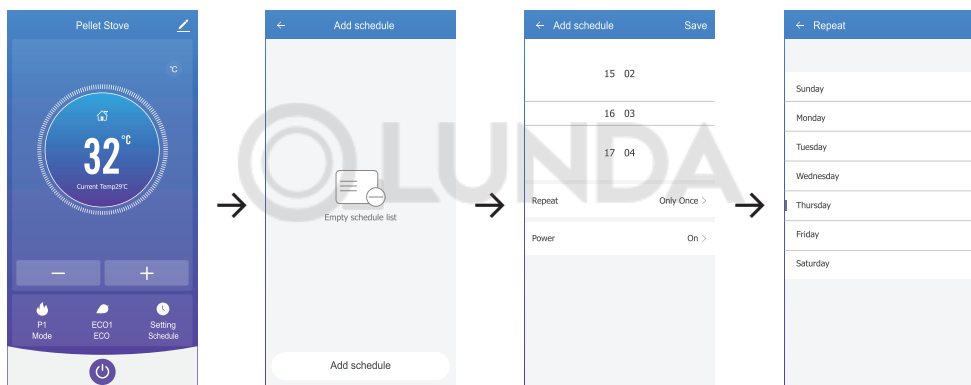 Pellet Stove
°C
32°C
Current Temp29℃
P1
Mode
ECO1
ECO
Setting
Schedule
Add schedule
Empty schedule list
Add schedule
Add schedule Save
15 02
16 03
17 04
Repeat Only Once >
Power On >
Repeat
Sunday
Monday
Tuesday
Wednesday
Thursday
Friday
Saturday
OLUNDA